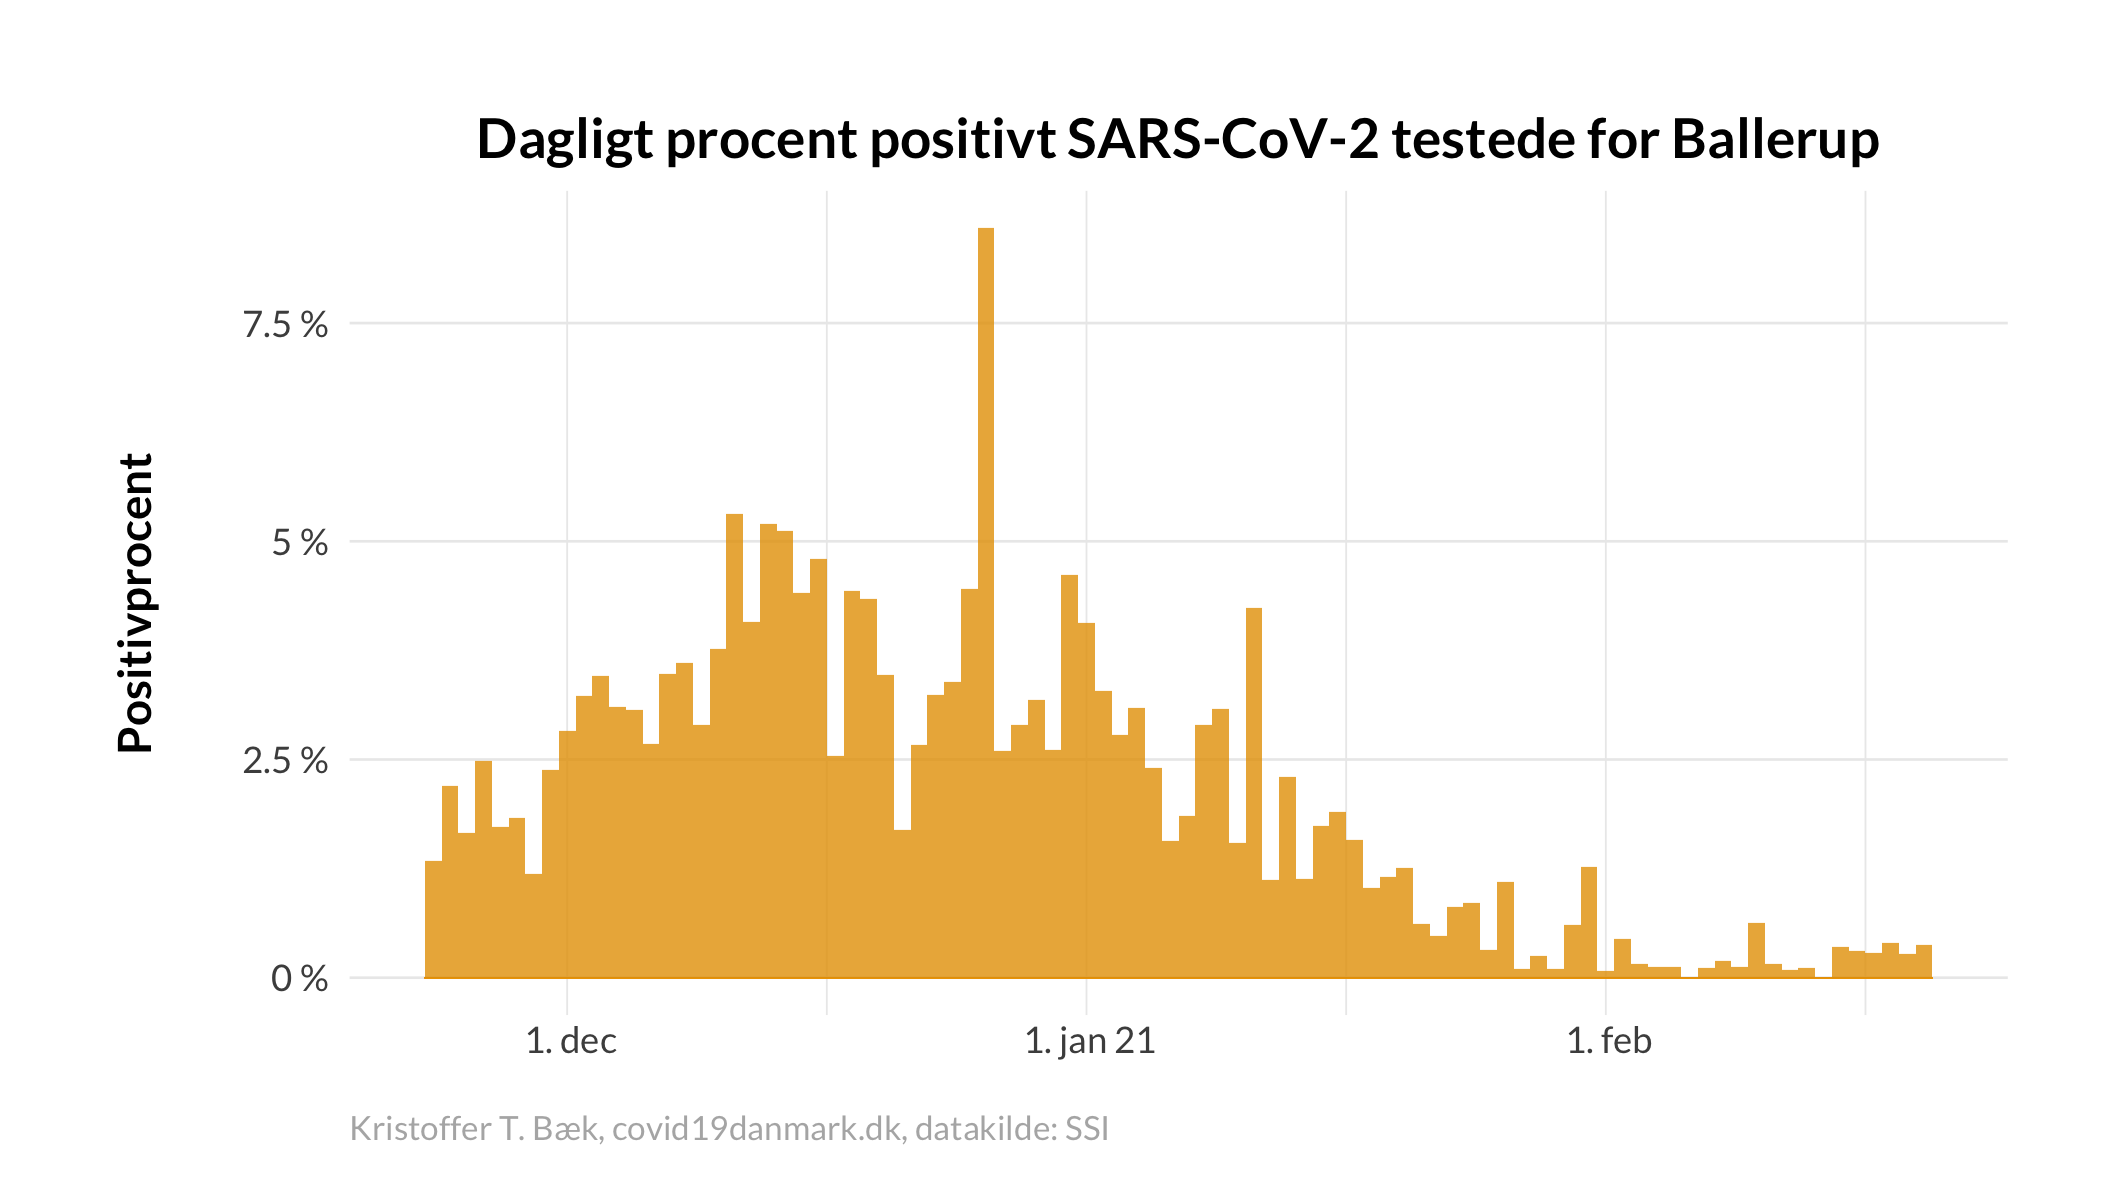 Dagligt procent positivt SARS-CoV-2 testede for Ballerup
Positivprocent
7.5 %
5 %
2.5 %
0 %
1. dec
1. jan 21
1. feb
Kristoffer T. Bæk, covid19danmark.dk, datakilde: SSI